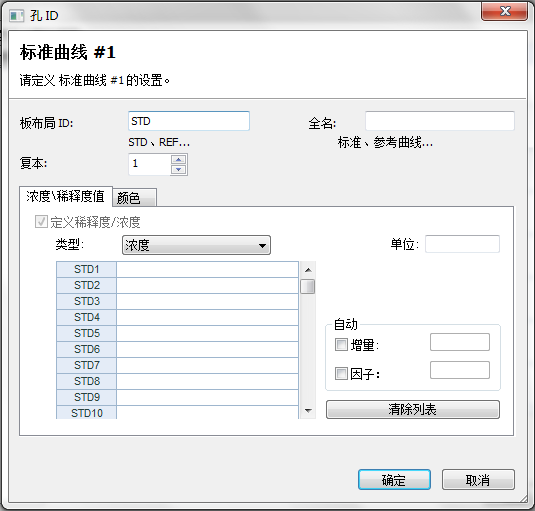 孔 ID
标准曲线 #1
请定义 标准曲线 #1 的设置。
板布局 ID: STD 全名:
STD、REF... 标准、参考曲线...
复本: 1
浓度\稀释度值 颜色
定义稀释度/浓度
类型: 浓度 单位:
STD1
STD2
STD3
STD4
STD5
STD6
STD7
STD8
STD9
STD10
自动
增量:
因子:
清除列表
确定 取消